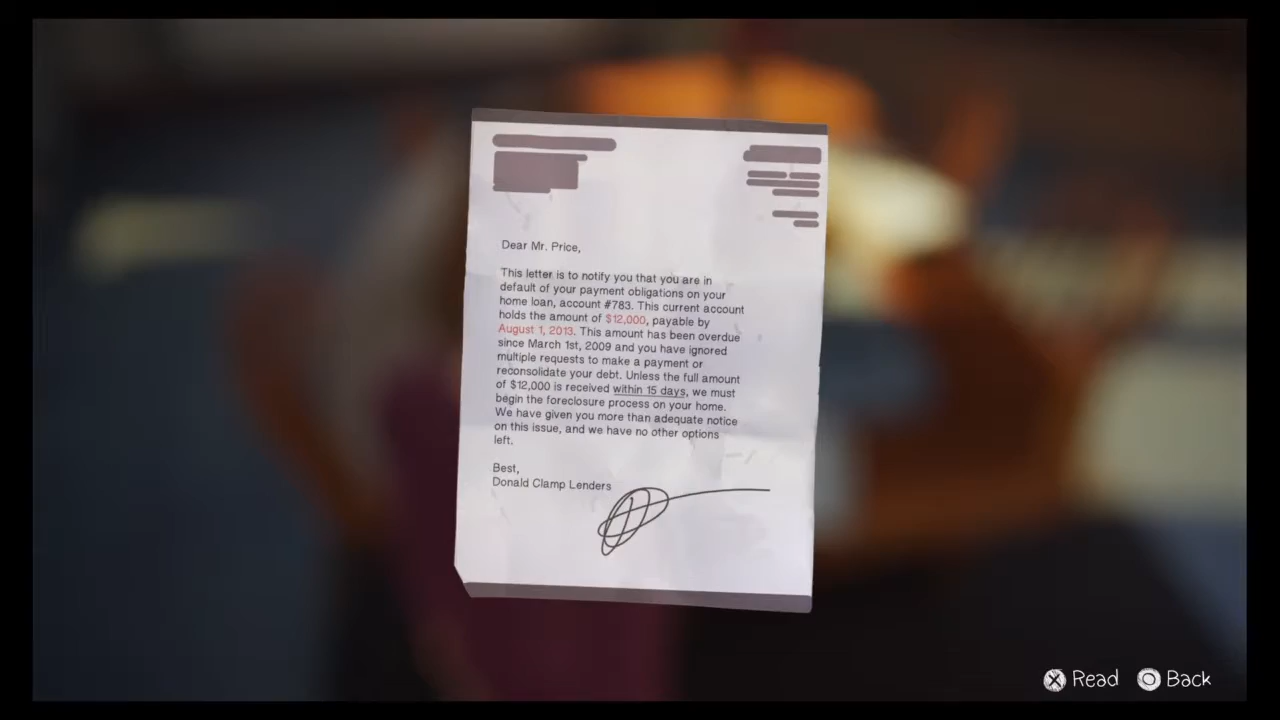 Dear Mr. Price,
This letter is to notify you that you are in
default of your payment obligations on your
home loan, account #783. This current account
holds the amount of $12,000, payable by
August 1, 2013. This amount has been overdue
since March 1st, 2009 and you have ignored
multiple requests to make a payment or
reconsolidate your debt. Unless the full amount
of $12,000 is received within 15 days, we must
begin the foreclosure process on your home.
We have given you more than adequate notice
on this issue, and we have no other options
left.
Best,
Donald Clamp Lenders
Read Back